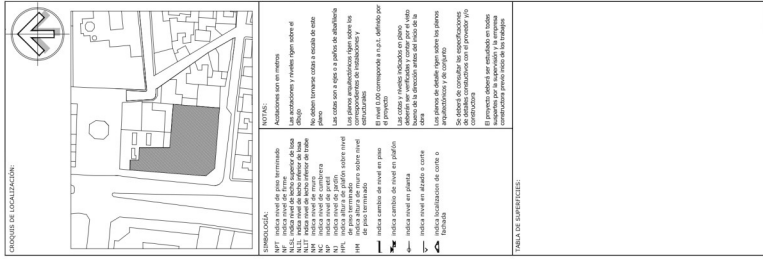 CROQUIS DE LOCALIZACIÓN:
SIMBOLOGÍA:
NPT indica nivel de piso terminado
NF indica nivel de firme
NLSL indica nivel de lecho superior de losa
NLIL indica nivel de lecho inferior de losa
NLIT indica nivel de lecho inferior de trabe
NM indica nivel de muro
NC indica nivel de cumbrera
NP indica nivel de pretil
NJ indica nivel de jardín
HPL indica altura de plafón sobre nivel
de piso terminado
HM indica altura de muro sobre nivel
de piso terminado
indica cambio de nivel en piso
indica cambio de nivel en plafón
indica nivel en planta
indica nivel en alzado o corte
indica localizacion de corte o
fachada
NOTAS:
Acotaciones son en metros
Las acotaciones y niveles rigen sobre el
dibujo
No deben tomarse cotas a escala de este
plano
Las cotas son a ejes o a paños de albañilería
Los planos arquitectónicos rigen sobre los
correspondientes de instalaciones y
estructurales
El nivel 0.00 corresponde a n.p.t. definido por
el proyecto
Las cotas y niveles indicados en plano
deberán ser verificadas y contar por el visto
bueno de la dirección antes del inicio de la
obra
Los planos de detalle rigen sobre los planos
arquitectónicos y de conjunto
Se deberá de consultar las especificaciones
de detalles constuctivos con el provedor y/o
constructora
El proyecto deberá ser estudiado en todas
suspartes por la supervisión y la empresa
constructora previo inicio de los trabajos
TABLA DE SUPERFICIES: